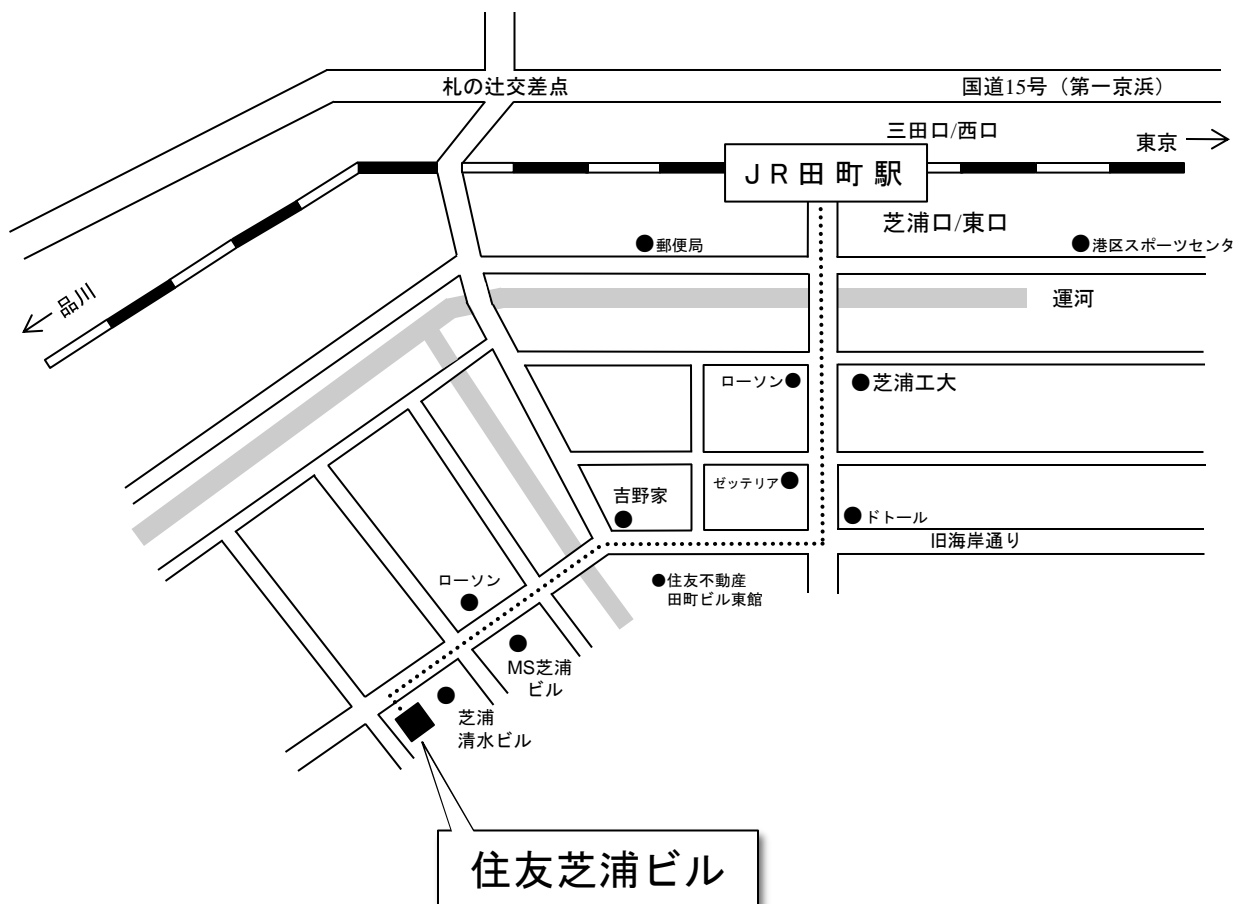 札の辻交差点
国道15号（第一京浜）
三田口/西口
東京
JR田町駅
芝浦口/東口
郵便局
港区スポーツセンタ
品川
運河
ローソン
芝浦工大
ゼッテリア
吉野家
ドトール
旧海岸通り
ローソン
住友不動産
田町ビル東館
MS芝浦
ビル
芝浦
清水ビル
住友芝浦ビル